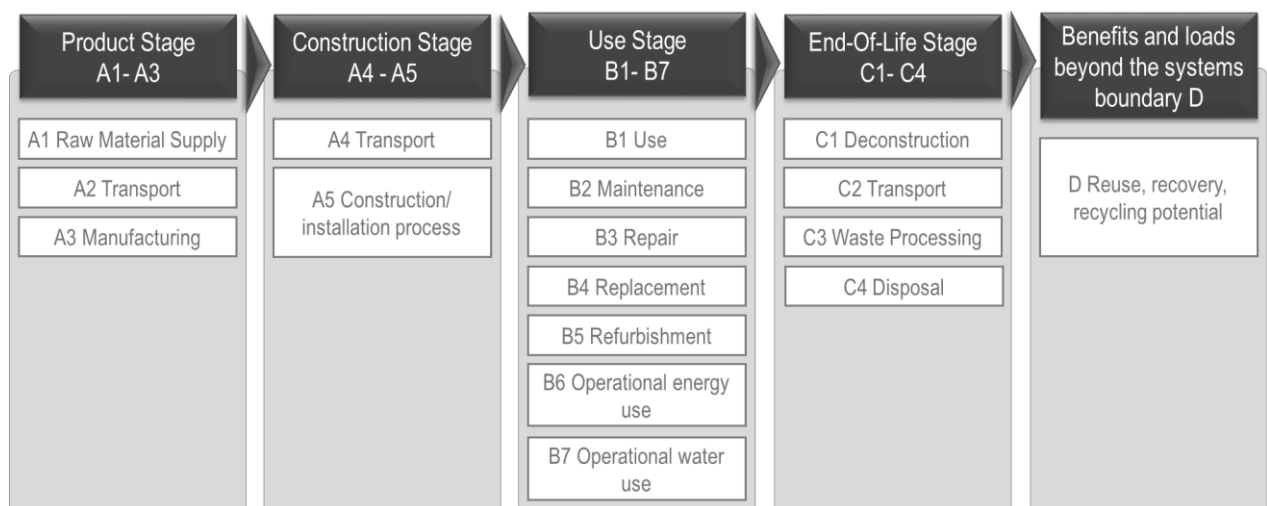 Product Stage
A1- A3
A1 Raw Material Supply
A2 Transport
A3 Manufacturing
Construction Stage
A4 - A5
A4 Transport
A5 Construction/
installation process
Use Stage
B1- B7
B1 Use
B2 Maintenance
B3 Repair
B4 Replacement
B5 Refurbishment
B6 Operational energy
use
B7 Operational water
use
End-Of-Life Stage
C1- C4
C1 Deconstruction
C2 Transport
C3 Waste Processing
C4 Disposal
Benefits and loads
beyond the systems
boundary D
D Reuse, recovery,
recycling potential